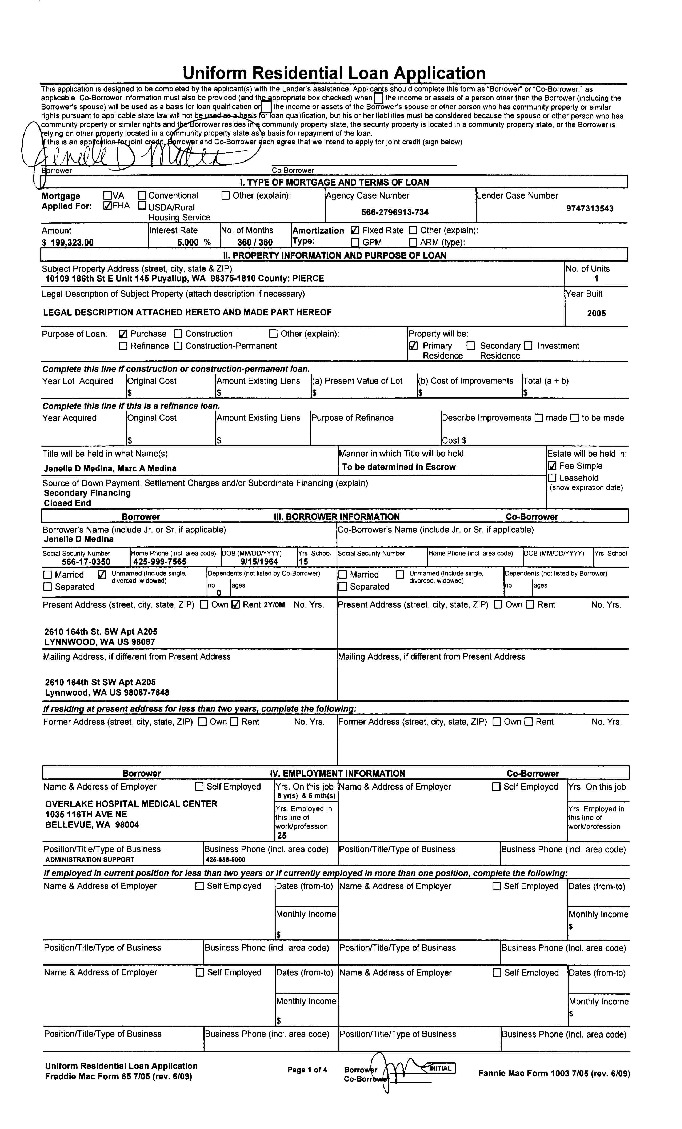 Uniform Residential Loan Application
This application is designed to be completed by the applicant(s) with the Lender's assistance. Applicants should complete this form as "Borrower" or "Co-Borrower," as
applicable. Co-Borrower information must also be provided (and the appropriate box checked) when the income or assets of a person other than the Borrower (including the
Borrower's spouse) will be used as a basis for loan qualification or the income or assets of the Borrower's spouse or other person who has community property or similar
rights pursuant to applicable state law will not be used as a basis for loan qualification, but his or her liabilities must be considered because the spouse or other person who has
community property or similar rights and the Borrower resides in a community property state, the security property is located in a community property state, or the Borrower is
relying on other property located in a community property state as a basis for repayment of the loan.
If this is an application for joint credit, Borrower and Co-Borrower each agree that we intend to apply for joint credit (sign below)
Borrower Co-Borrower
I. TYPE OF MORTGAGE AND TERMS OF LOAN
Mortgage Applied For: VA Conventional Other (explain): Agency Case Number Lender Case Number
FHA USDA/Rural Housing Service 566-2796913-734 9747313543
Amount Interest Rate No. of Months Amortization Type: Fixed Rate Other (explain):
$ 199,323.00 5.000 % 360 / 360 GPM ARM (type):
II. PROPERTY INFORMATION AND PURPOSE OF LOAN
Subject Property Address (street, city, state & ZIP) No. of Units
10109 186th St E Unit 145 Puyallup, WA 98375-1810 County: PIERCE 1
Legal Description of Subject Property (attach description if necessary) Year Built
LEGAL DESCRIPTION ATTACHED HERETO AND MADE PART HEREOF 2005
Purpose of Loan: Purchase Construction Other (explain): Property will be:
Refinance Construction-Permanent Primary Residence Secondary Residence Investment
Complete this line if construction or construction-permanent loan.
Year Lot Acquired Original Cost Amount Existing Liens (a) Present Value of Lot (b) Cost of Improvements Total (a + b)
$ $ $ $ $
Complete this line if this is a refinance loan.
Year Acquired Original Cost Amount Existing Liens Purpose of Refinance Describe Improvements made to be made
$ $ Cost $
Title will be held in what Name(s) Manner in which Title will be held Estate will be held in:
Jenelle D Medina, Marc A Medina To be determined in Escrow Fee Simple
Source of Down Payment, Settlement Charges and/or Subordinate Financing (explain) Leasehold
Secondary Financing (show expiration date)
Closed End
Borrower III. BORROWER INFORMATION Co-Borrower
Borrower's Name (include Jr. or Sr. if applicable) Co-Borrower's Name (include Jr. or Sr. if applicable)
Jenelle D Medina
Social Security Number Home Phone (incl. area code) DOB (MM/DD/YYYY) Yrs. School Social Security Number Home Phone (incl. area code) DOB (MM/DD/YYYY) Yrs. School
566-17-0350 425-999-7565 9/15/1964 15
Married Unmarried (include single, divorced, widowed) Dependents (not listed by Co-Borrower) Married Unmarried (include single, divorced, widowed) Dependents (not listed by Borrower)
Separated no. ages Separated no. ages
0
Present Address (street, city, state, ZIP) Own Rent 2Y/0M No. Yrs. Present Address (street, city, state, ZIP) Own Rent No. Yrs.
2610 164th St. SW Apt A205
LYNNWOOD, WA US 98087
Mailing Address, if different from Present Address Mailing Address, if different from Present Address
2610 164th St SW Apt A205
Lynnwood, WA US 98087-7848
If residing at present address for less than two years, complete the following:
Former Address (street, city, state, ZIP) Own Rent No. Yrs. Former Address (street, city, state, ZIP) Own Rent No. Yrs.
Borrower IV. EMPLOYMENT INFORMATION Co-Borrower
Name & Address of Employer Self Employed Yrs. On this job Name & Address of Employer Self Employed Yrs. On this job
8 yr(s) & 5 mth(s)
OVERLAKE HOSPITAL MEDICAL CENTER
1035 116TH AVE NE Yrs. Employed in this line of work/profession Yrs. Employed in this line of work/profession
BELLEVUE, WA 98004
25
Position/Title/Type of Business Business Phone (incl. area code) Position/Title/Type of Business Business Phone (incl. area code)
ADMINISTRATION SUPPORT 425-688-5000
If employed in current position for less than two years or if currently employed in more than one position, complete the following:
Name & Address of Employer Self Employed Dates (from-to) Name & Address of Employer Self Employed Dates (from-to)
Monthly Income Monthly Income
$ $
Position/Title/Type of Business Business Phone (incl. area code) Position/Title/Type of Business Business Phone (incl. area code)
Name & Address of Employer Self Employed Dates (from-to) Name & Address of Employer Self Employed Dates (from-to)
Monthly Income Monthly Income
$ $
Position/Title/Type of Business Business Phone (incl. area code) Position/Title/Type of Business Business Phone (incl. area code)
Uniform Residential Loan Application
Freddie Mac Form 65 7/05 (rev. 6/09) Page 1 of 4 Borrower INITIAL Fannie Mae Form 1003 7/05 (rev. 6/09)
Co-Borrower